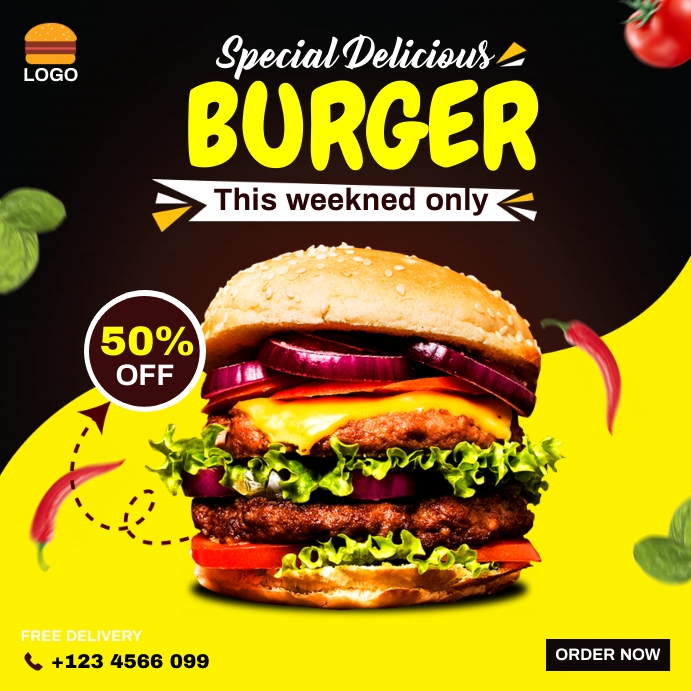 LOGO
Special Delicious
BURGER
This weekned only
50%
OFF
FREE DELIVERY
+123 4566 099
ORDER NOW